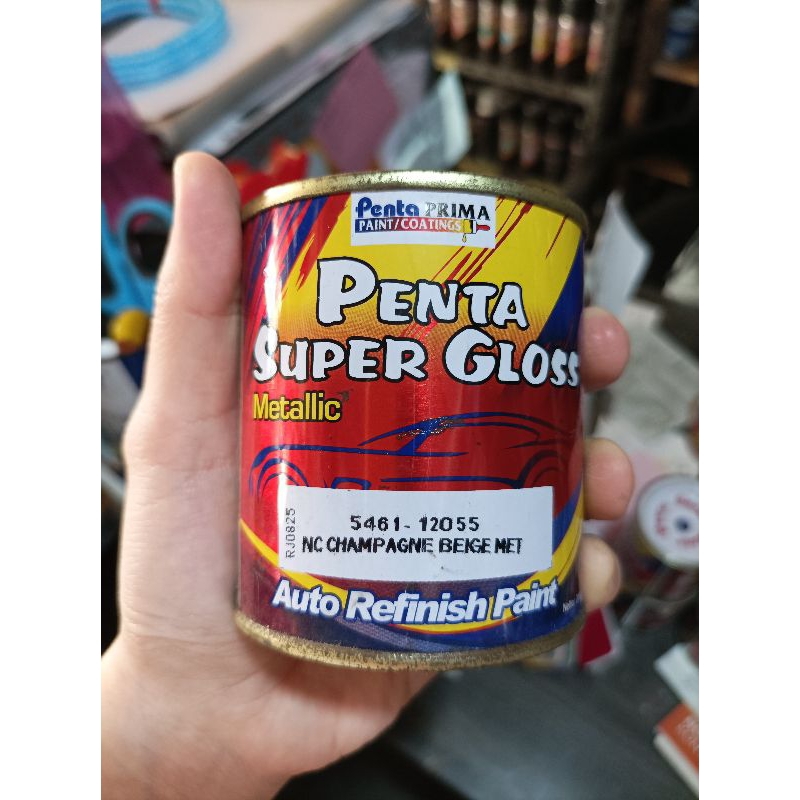 Penta PRIMA
PAINT/COATINGS
PENTA
SUPER GLOSS
Metallic
RJ0825
5461-12055
NC CHAMPAGNE BEIGE MET
Auto Refinish Paint